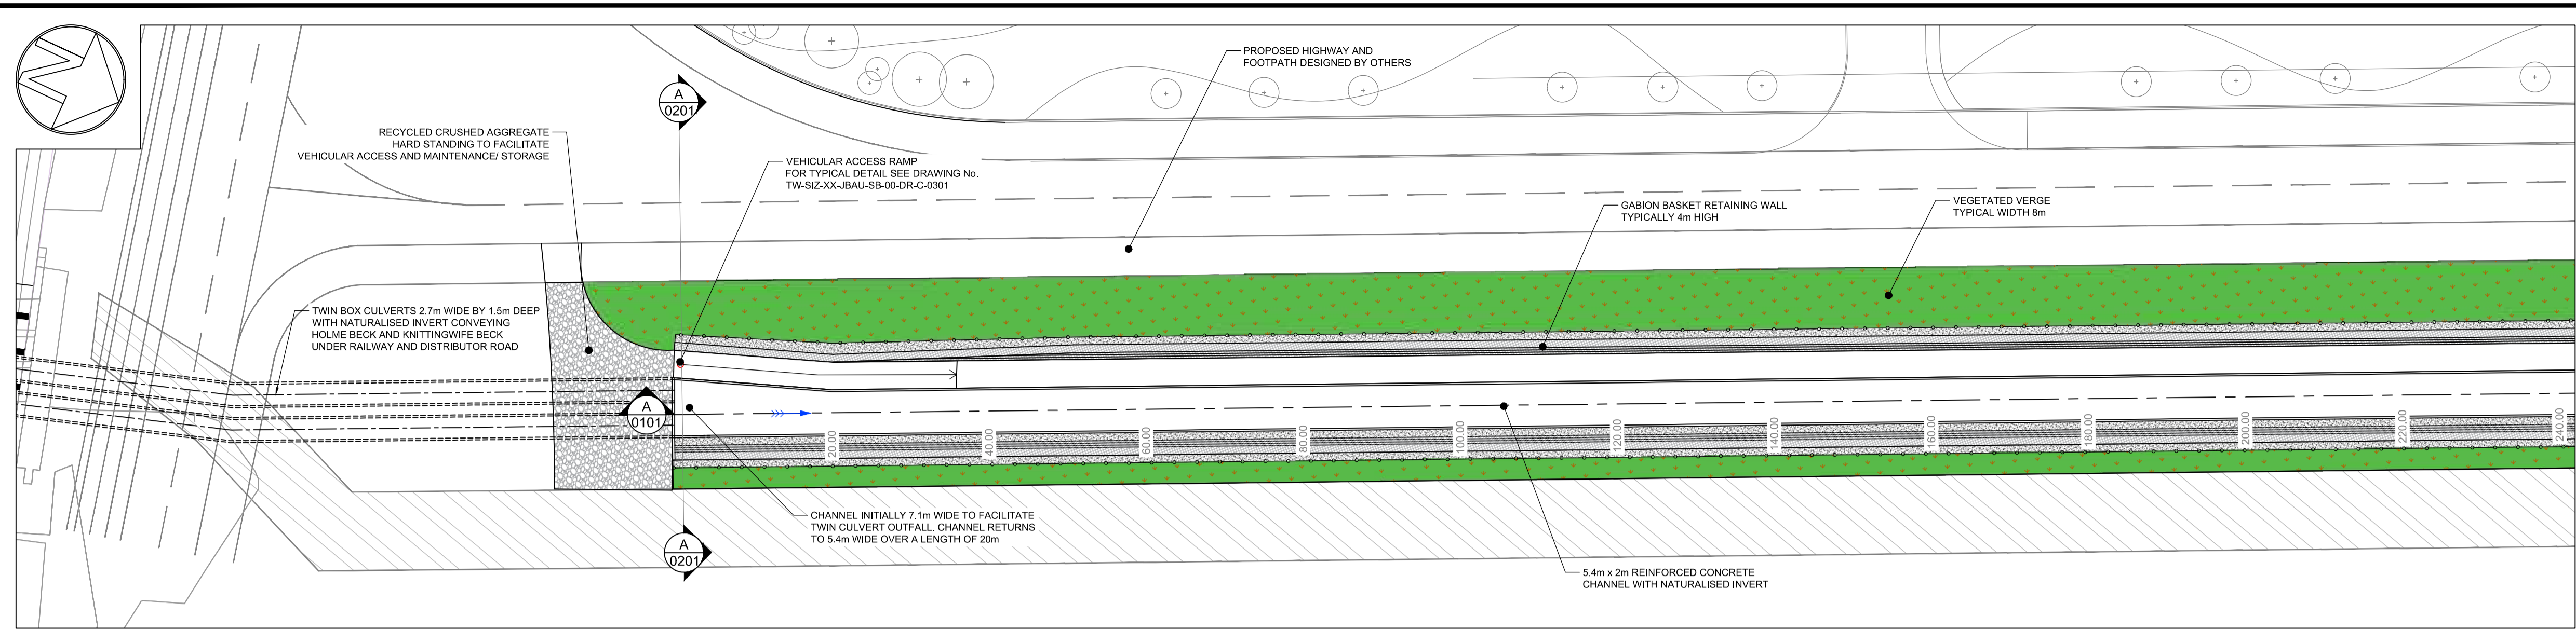 N
PROPOSED HIGHWAY AND
FOOTPATH DESIGNED BY OTHERS
A
0201
RECYCLED CRUSHED AGGREGATE
HARD STANDING TO FACILITATE
VEHICULAR ACCESS AND MAINTENANCE/ STORAGE
VEHICULAR ACCESS RAMP
FOR TYPICAL DETAIL SEE DRAWING No.
TW-SIZ-XX-JBAU-SB-00-DR-C-0301
GABION BASKET RETAINING WALL
TYPICALLY 4m HIGH
VEGETATED VERGE
TYPICAL WIDTH 8m
TWIN BOX CULVERTS 2.7m WIDE BY 1.5m DEEP
WITH NATURALISED INVERT CONVEYING
HOLME BECK AND KNITTINGWIFE BECK
UNDER RAILWAY AND DISTRIBUTOR ROAD
A
0101
20.00
40.00
60.00
80.00
100.00
120.00
140.00
160.00
180.00
200.00
220.00
240.00
CHANNEL INITIALLY 7.1m WIDE TO FACILITATE
TWIN CULVERT OUTFALL. CHANNEL RETURNS
TO 5.4m WIDE OVER A LENGTH OF 20m
A
0201
5.4m x 2m REINFORCED CONCRETE
CHANNEL WITH NATURALISED INVERT